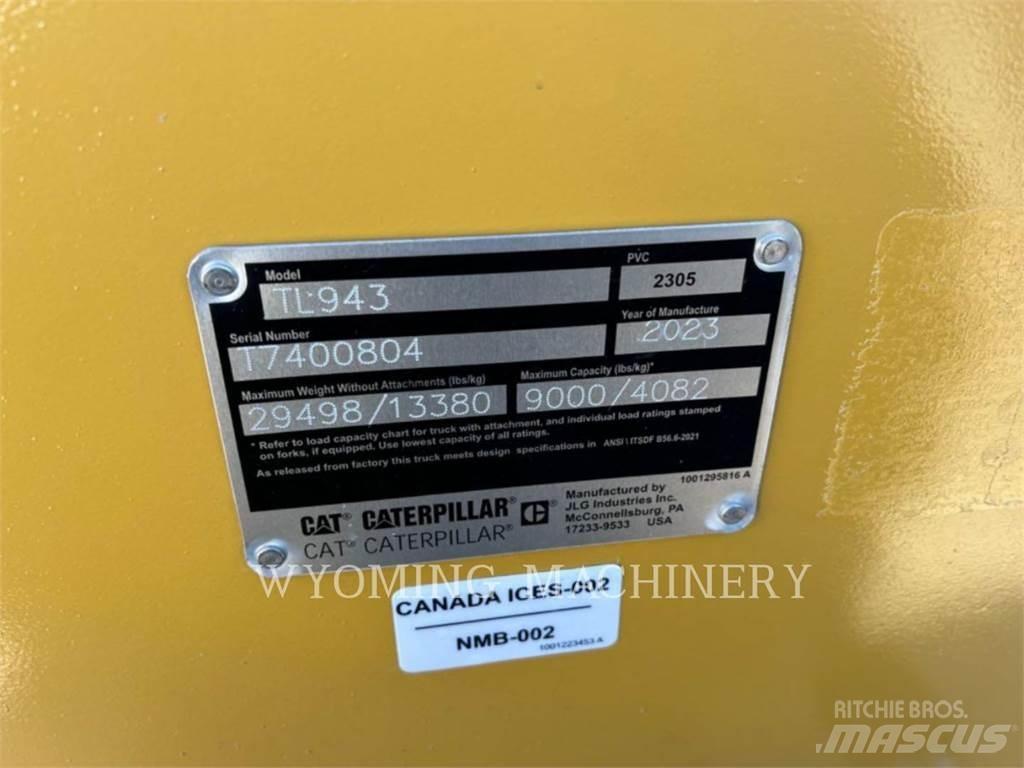 Model
TL943
PVC
2305
Serial Number
T7400804
Year of Manufacture
2023
Maximum Weight Without Attachments (lbs/kg)
29498/13380
Maximum Capacity (lbs/kg)*
9000/4082
* Refer to load capacity chart for truck with attachment, and individual load ratings stamped
on forks, if equipped. Use lowest capacity of all ratings.
As released from factory this truck meets design specifications in ANSI \ ITSDF B56.6-2021
1001295816 A
CAT® CATERPILLAR® C®
CAT® CATERPILLAR®
Manufactured by
JLG Industries Inc.
McConnellsburg, PA
17233-9533 USA
WYOMING MACHINERY
CANADA ICES-002
NMB-002
1001223453 A
RITCHIE BROS.
MASCUS